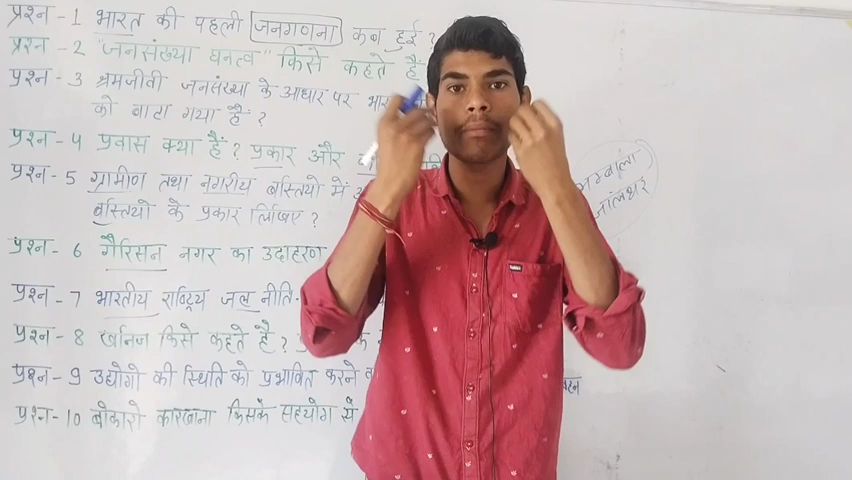 प्रश्न - 1 भारत की पहली जनगणना कब हुई ?
प्रश्न - 2 "जनसंख्या घनत्व" किसे कहते हैं
प्रश्न - 3 श्रमजीवी जनसंख्या के आधार पर
को बाटा गया हैं ?
प्रश्न - 4 प्रवास क्या हैं ? प्रकार और
प्रश्न - 5 ग्रामीण तथा नगरीय बस्तियों में
बस्तियों के प्रकार लिखिए ?
प्रश्न - 6 गैरिसन नगर का उदाहरण
प्रश्न - 7 भारतीय राष्ट्रिय जल नीति-
प्रश्न - 8 खनिज किसे कहते है ?
प्रश्न - 9 उद्योगो की स्थिति को प्रभावित करने
प्रश्न - 10 बोकारो कारखाना किसके सहयोग से
जालंधर